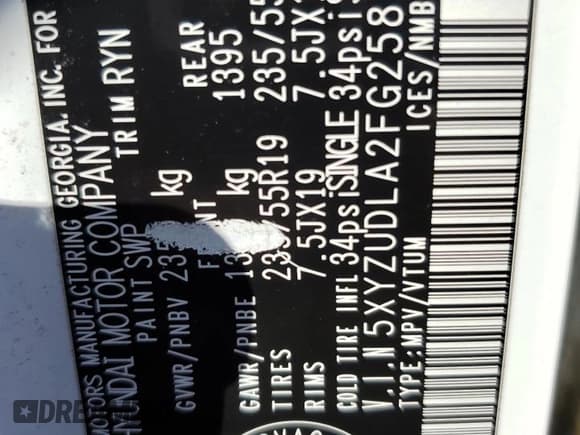 MOTORS MANUFACTURING GEORGIA. INC. FOR
HYUNDAI MOTOR COMPANY
PAINT SWP TRIM RYN
GVWR/PNBV 23 kg
F NT REAR
GAWR/PNBE 13 kg 1395
TIRES 235/55R19 235/55
RIMS 7.5JX19 7.5JX
COLD TIRE INFL 34psi SINGLE 34psi S
V.I.N 5XYZUDLA2FG258
TYPE:MPV/VTUM ICES/NMB